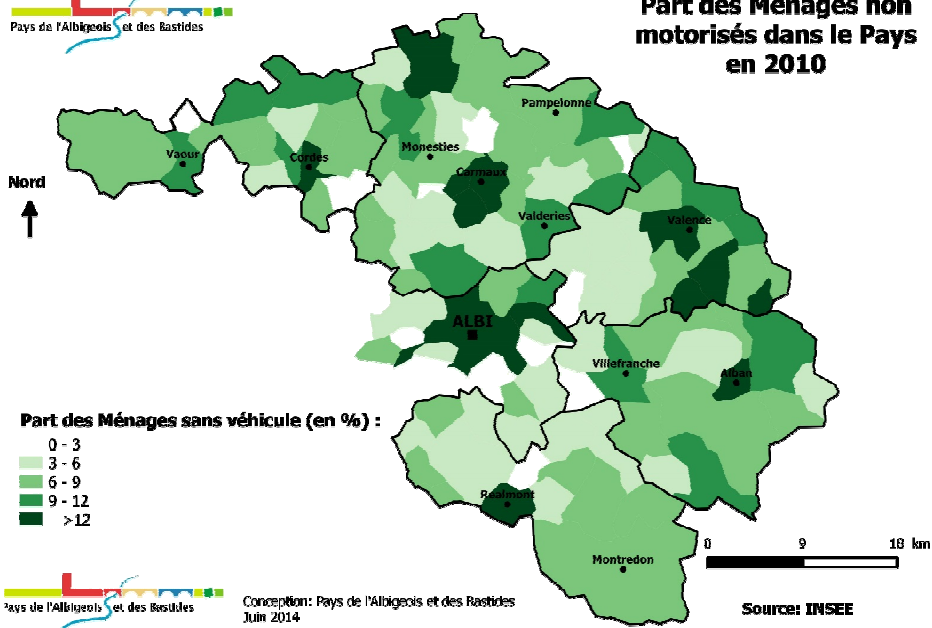 Pays de l'Albigeois et des Bastides
Part des Ménages non
motorisés dans le Pays
en 2010
Pampelonne
Monesties
Vaour
Cordes
Carmaux
Nord
Valderies
Valence
ALBI
Villefranche
Alban
Part des Ménages sans véhicule (en %) :
0 - 3
3 - 6
6 - 9
9 - 12
>12
Realmont
Montredon
0 9 18 km
Pays de l'Albigeois et des Bastides
Conception: Pays de l'Albigeois et des Bastides
Juin 2014
Source: INSEE